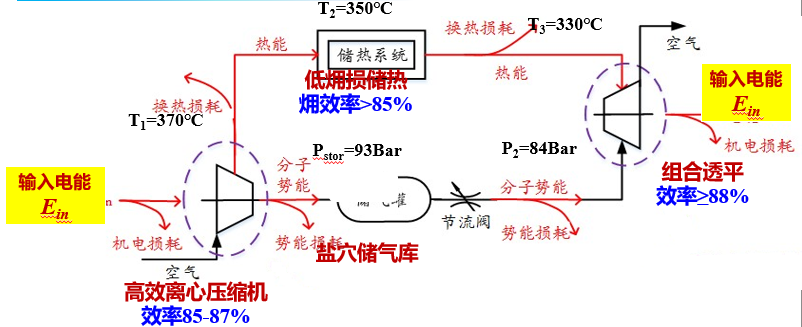 T₂=350℃
T₃=330℃
换热损耗
空气
热能
储热系统
热能
低㶲损储热
㶲效率>85%
输入电能
Ein
换热损耗
T₁=370℃
Pstor=93Bar
P₂=84Bar
机电损耗
组合透平
效率≥88%
分子
势能
分子势能
输入电能
Ein
气罐
节流阀
机电损耗
势能损耗
势能损耗
盐穴储气库
空气
高效离心压缩机
效率85-87%